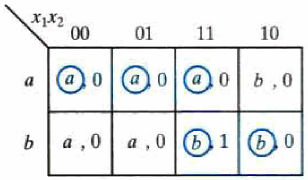 x₁x₂
00 01 11 10
a a, 0 a, 0 a, 0 b, 0
b a, 0 a, 0 b, 1 b, 0